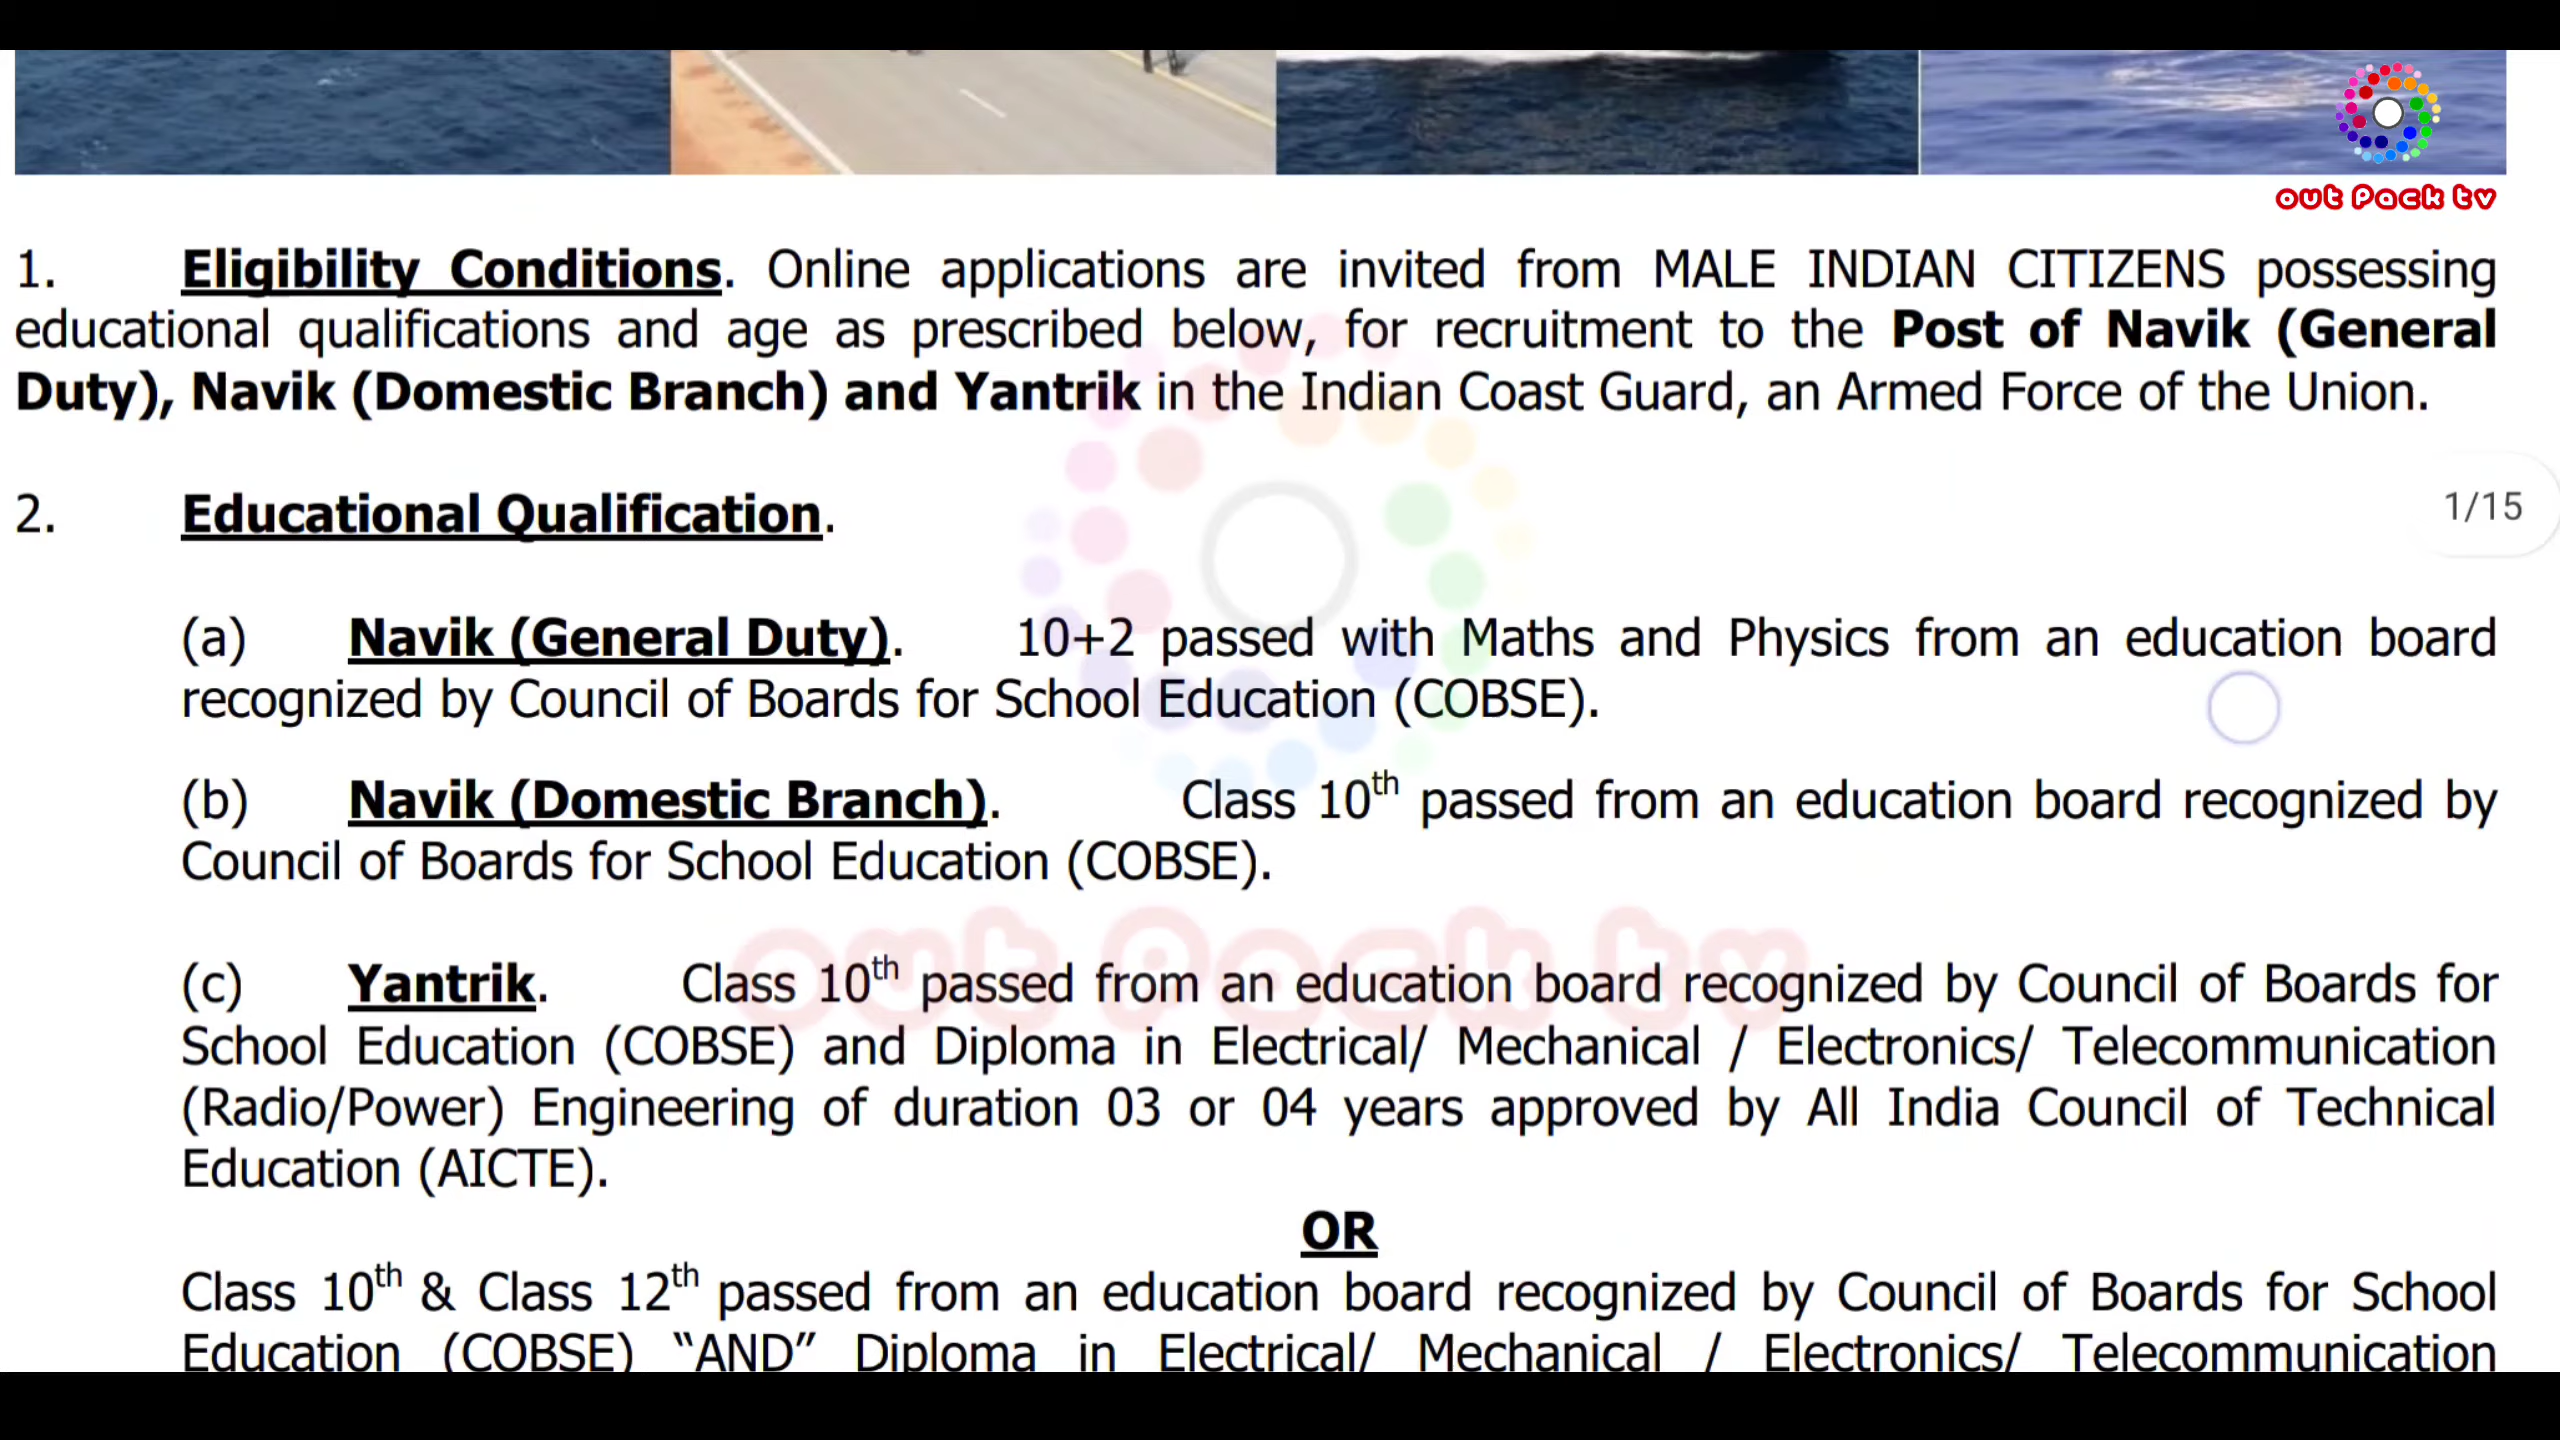 out Pack tv
1. Eligibility Conditions. Online applications are invited from MALE INDIAN CITIZENS possessing
educational qualifications and age as prescribed below, for recruitment to the Post of Navik (General
Duty), Navik (Domestic Branch) and Yantrik in the Indian Coast Guard, an Armed Force of the Union.
2. Educational Qualification.
1/15
(a) Navik (General Duty). 10+2 passed with Maths and Physics from an education board
recognized by Council of Boards for School Education (COBSE).
(b) Navik (Domestic Branch). Class 10th passed from an education board recognized by
Council of Boards for School Education (COBSE).
out Pack tv
(c) Yantrik. Class 10th passed from an education board recognized by Council of Boards for
School Education (COBSE) and Diploma in Electrical/ Mechanical / Electronics/ Telecommunication
(Radio/Power) Engineering of duration 03 or 04 years approved by All India Council of Technical
Education (AICTE).
OR
Class 10th & Class 12th passed from an education board recognized by Council of Boards for School
Education (COBSE) “AND” Diploma in Electrical/ Mechanical / Electronics/ Telecommunication